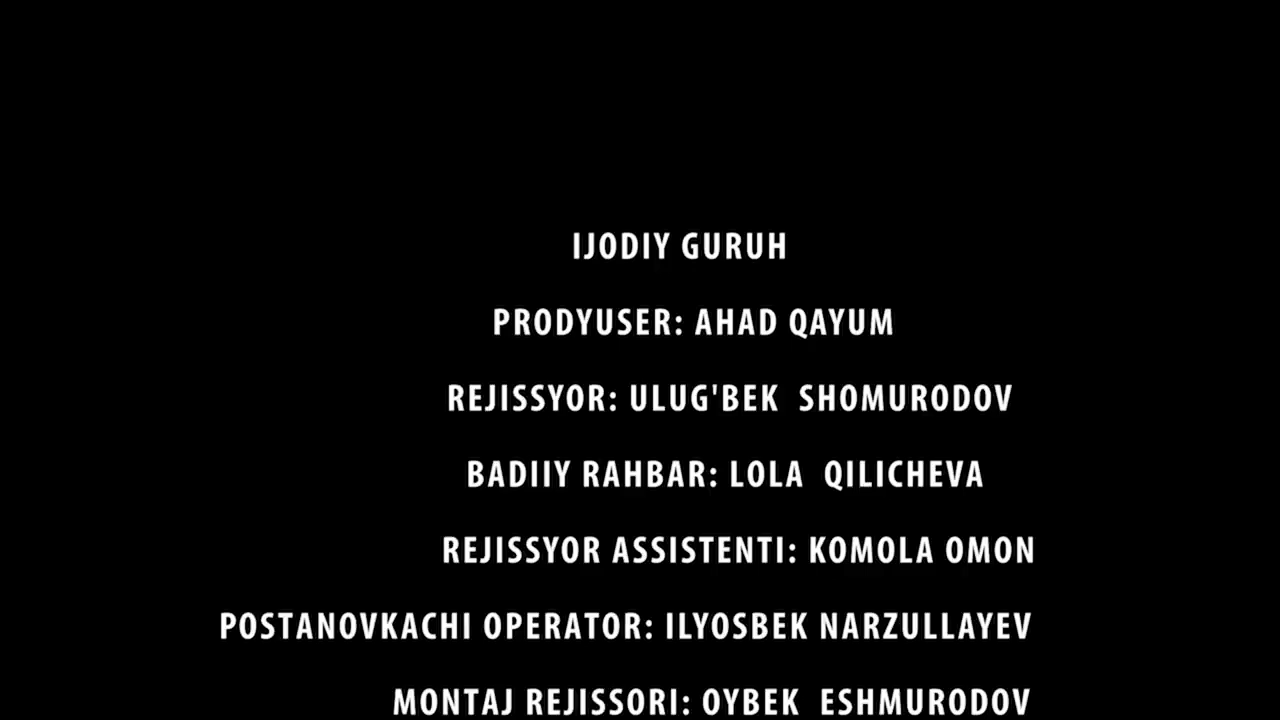 IJODIY GURUH
PRODYUSER: AHAD QAYUM
REJISSYOR: ULUG'BEK SHOMURODOV
BADIIY RAHBAR: LOLA QILICHEVA
REJISSYOR ASSISTENTI: KOMOLA OMON
POSTANOVKACHI OPERATOR: ILYOSBEK NARZULLAYEV
MONTAJ REJISSORI: OYBEK ESHMURODOV